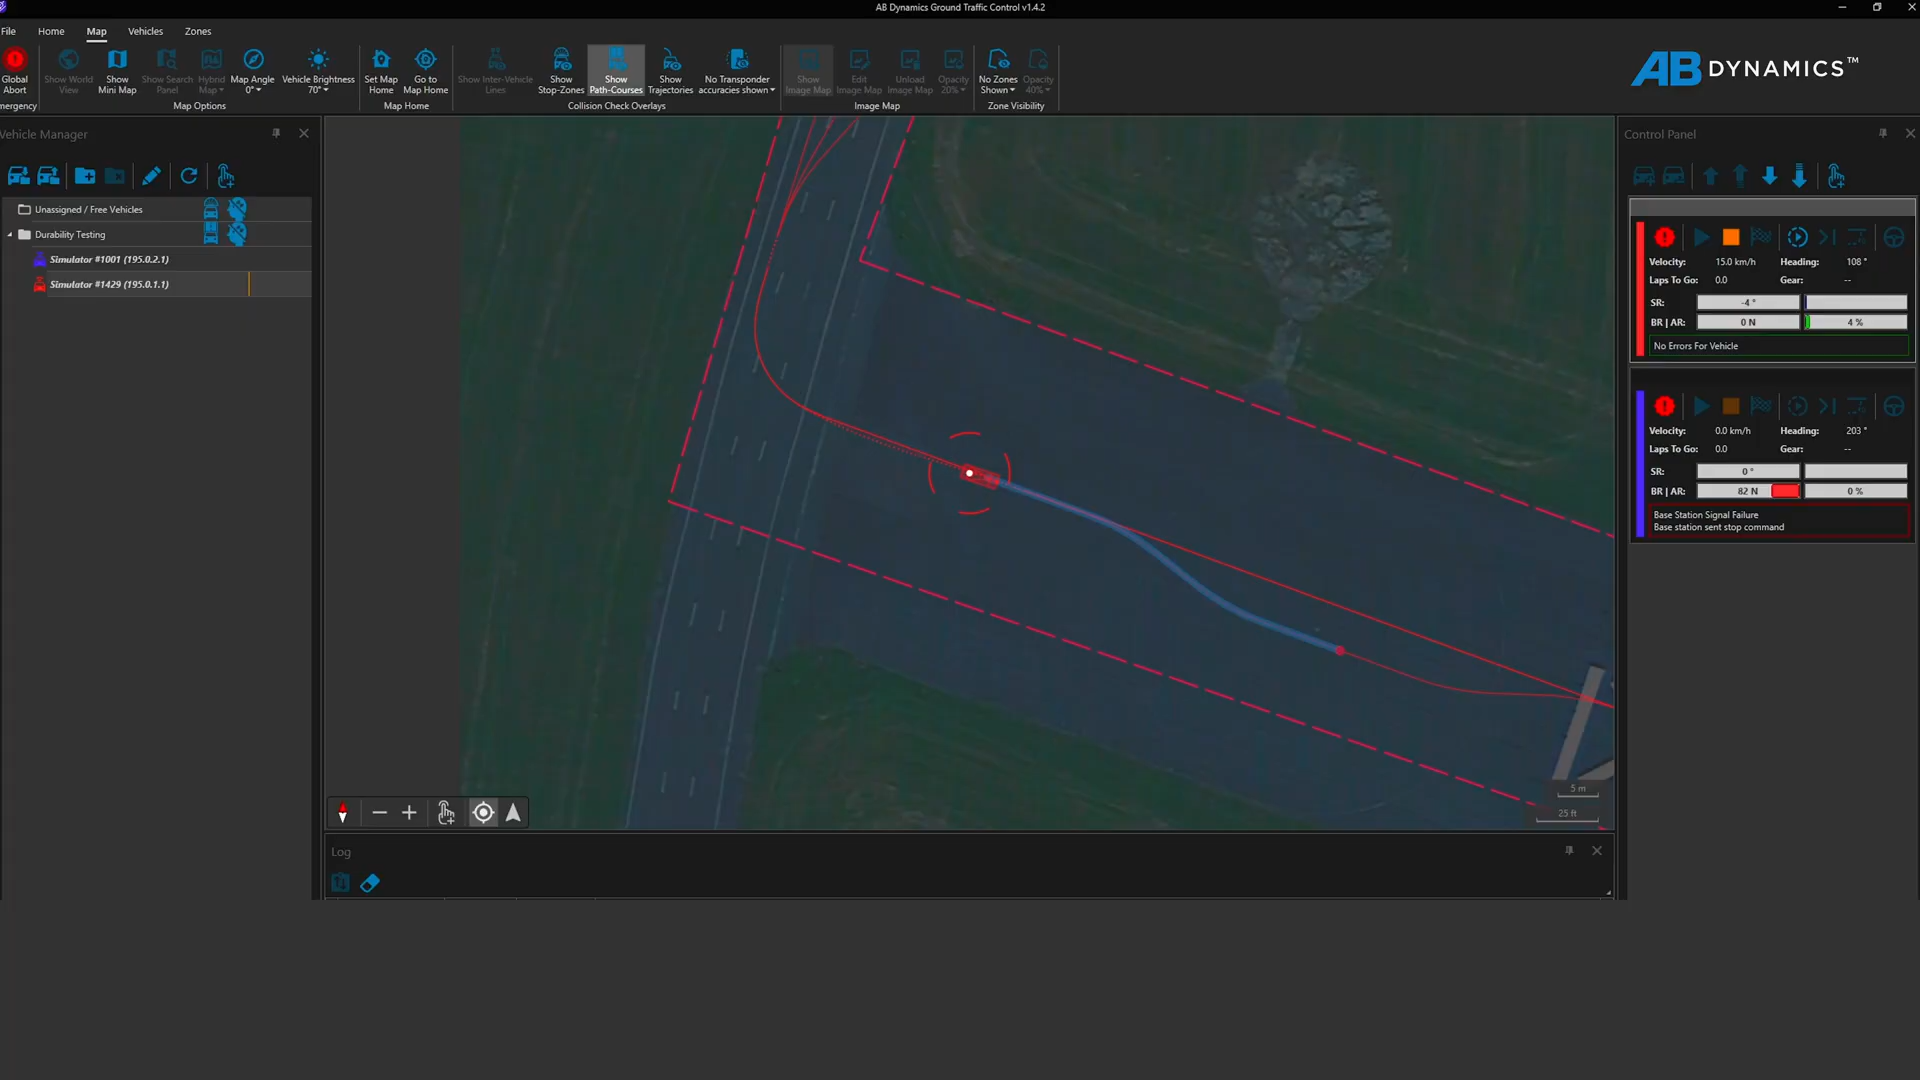 AB Dynamics Ground Traffic Control v1.4.2
File
Home
Map
Vehicles
Zones
Global
Abort
mergency
Show World
View
Show
Mini Map
Show Search
Panel
Hybrid
Map
Map Angle
0°
Vehicle Brightness
70°
Map Options
Set Map
Home
Go to
Map Home
Map Home
Show Inter-Vehicle
Lines
Show
Stop-Zones
Show
Path-Courses
Show
Trajectories
No Transponder
accuracies shown
Collision Check Overlays
Show
Image Map
Edit
Image Map
Unload
Image Map
Opacity
20%
Image Map
No Zones
Shown
Opacity
40%
Zone Visibility
AB DYNAMICS™
Vehicle Manager
Unassigned / Free Vehicles
Durability Testing
Simulator #1001 (195.0.2.1)
Simulator #1429 (195.0.1.1)
5 m
25 ft
Log
Control Panel
Velocity: 15.0 km/h Heading: 108 °
Laps To Go: 0.0 Gear: --
SR: -4 °
BR | AR: 0 N 4 %
No Errors For Vehicle
Velocity: 0.0 km/h Heading: 203 °
Laps To Go: 0.0 Gear: --
SR: 0 °
BR | AR: 82 N 0 %
Base Station Signal Failure
Base station sent stop command